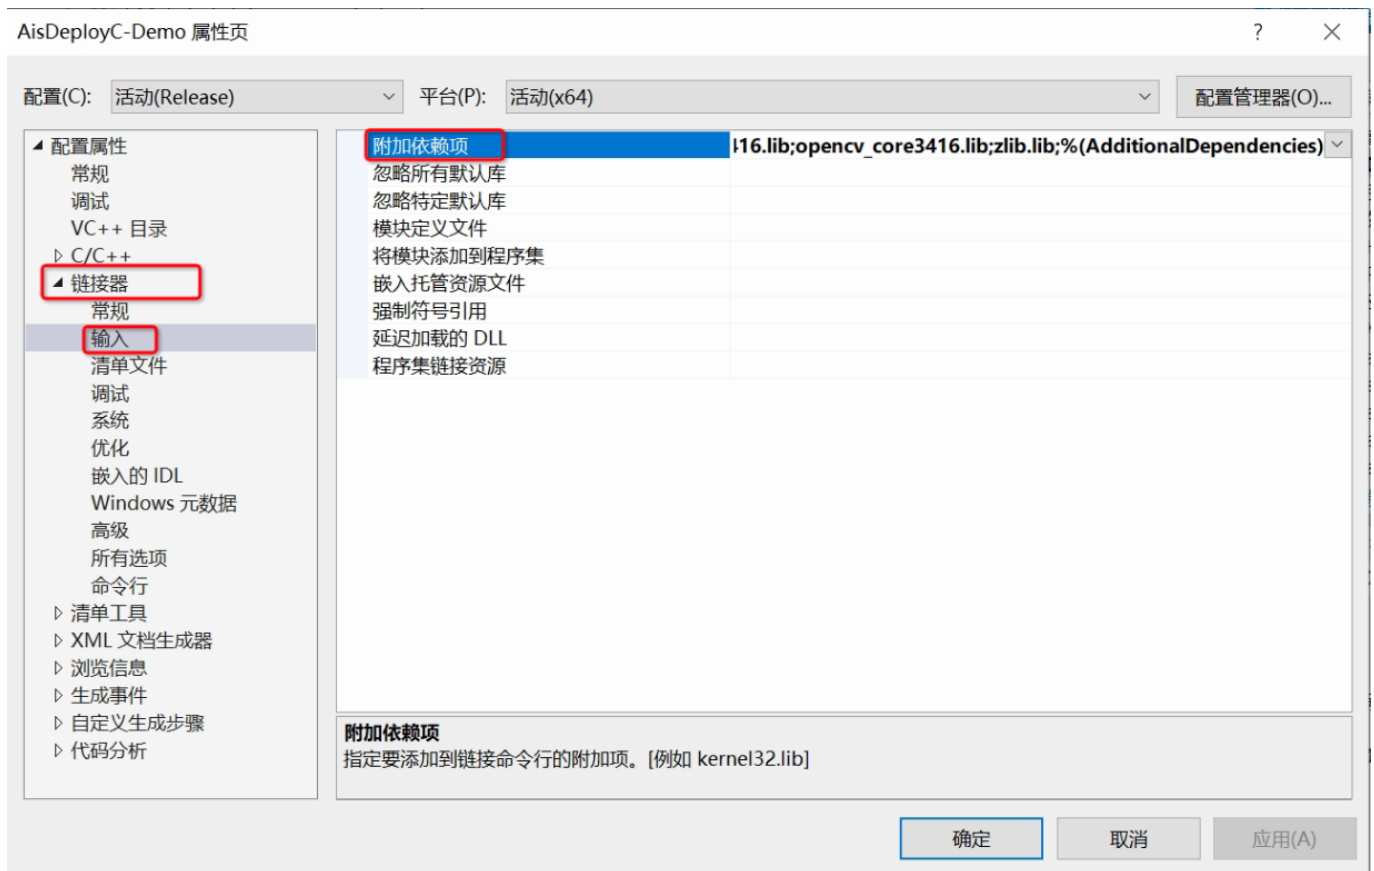 AisDeployC-Demo 属性页
?
配置(C): 活动(Release) 平台(P): 活动(x64) 配置管理器(O)...
配置属性
常规
调试
VC++ 目录
C/C++
链接器
常规
输入
清单文件
调试
系统
优化
嵌入的 IDL
Windows 元数据
高级
所有选项
命令行
清单工具
XML 文档生成器
浏览信息
生成事件
自定义生成步骤
代码分析
附加依赖项 416.lib;opencv_core3416.lib;zlib.lib;%(AdditionalDependencies)
忽略所有默认库
忽略特定默认库
模块定义文件
将模块添加到程序集
嵌入托管资源文件
强制符号引用
延迟加载的 DLL
程序集链接资源
附加依赖项
指定要添加到链接命令行的附加项。[例如 kernel32.lib]
确定 取消 应用(A)